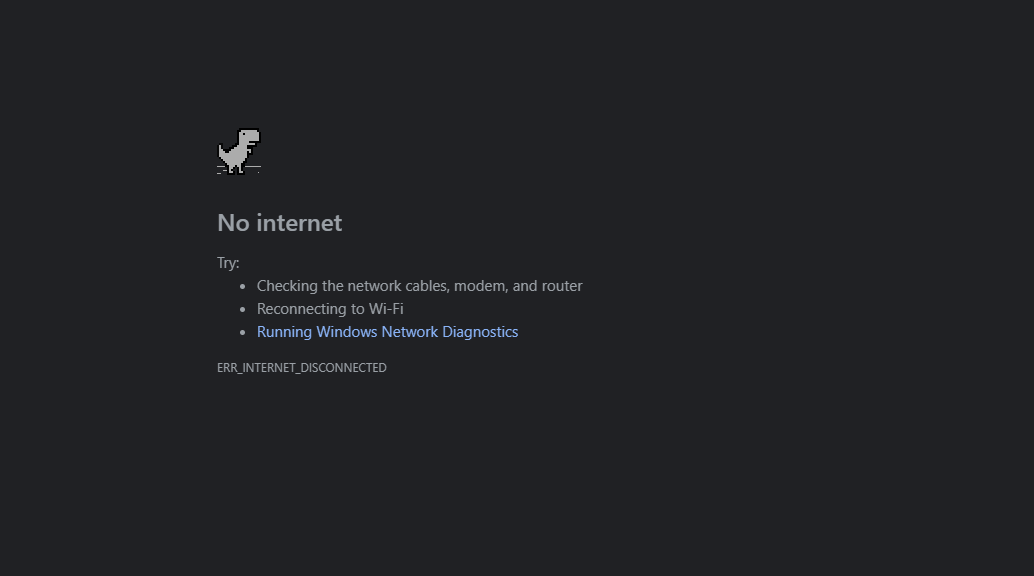 No internet
Try:
• Checking the network cables, modem, and router
• Reconnecting to Wi-Fi
• Running Windows Network Diagnostics
ERR_INTERNET_DISCONNECTED